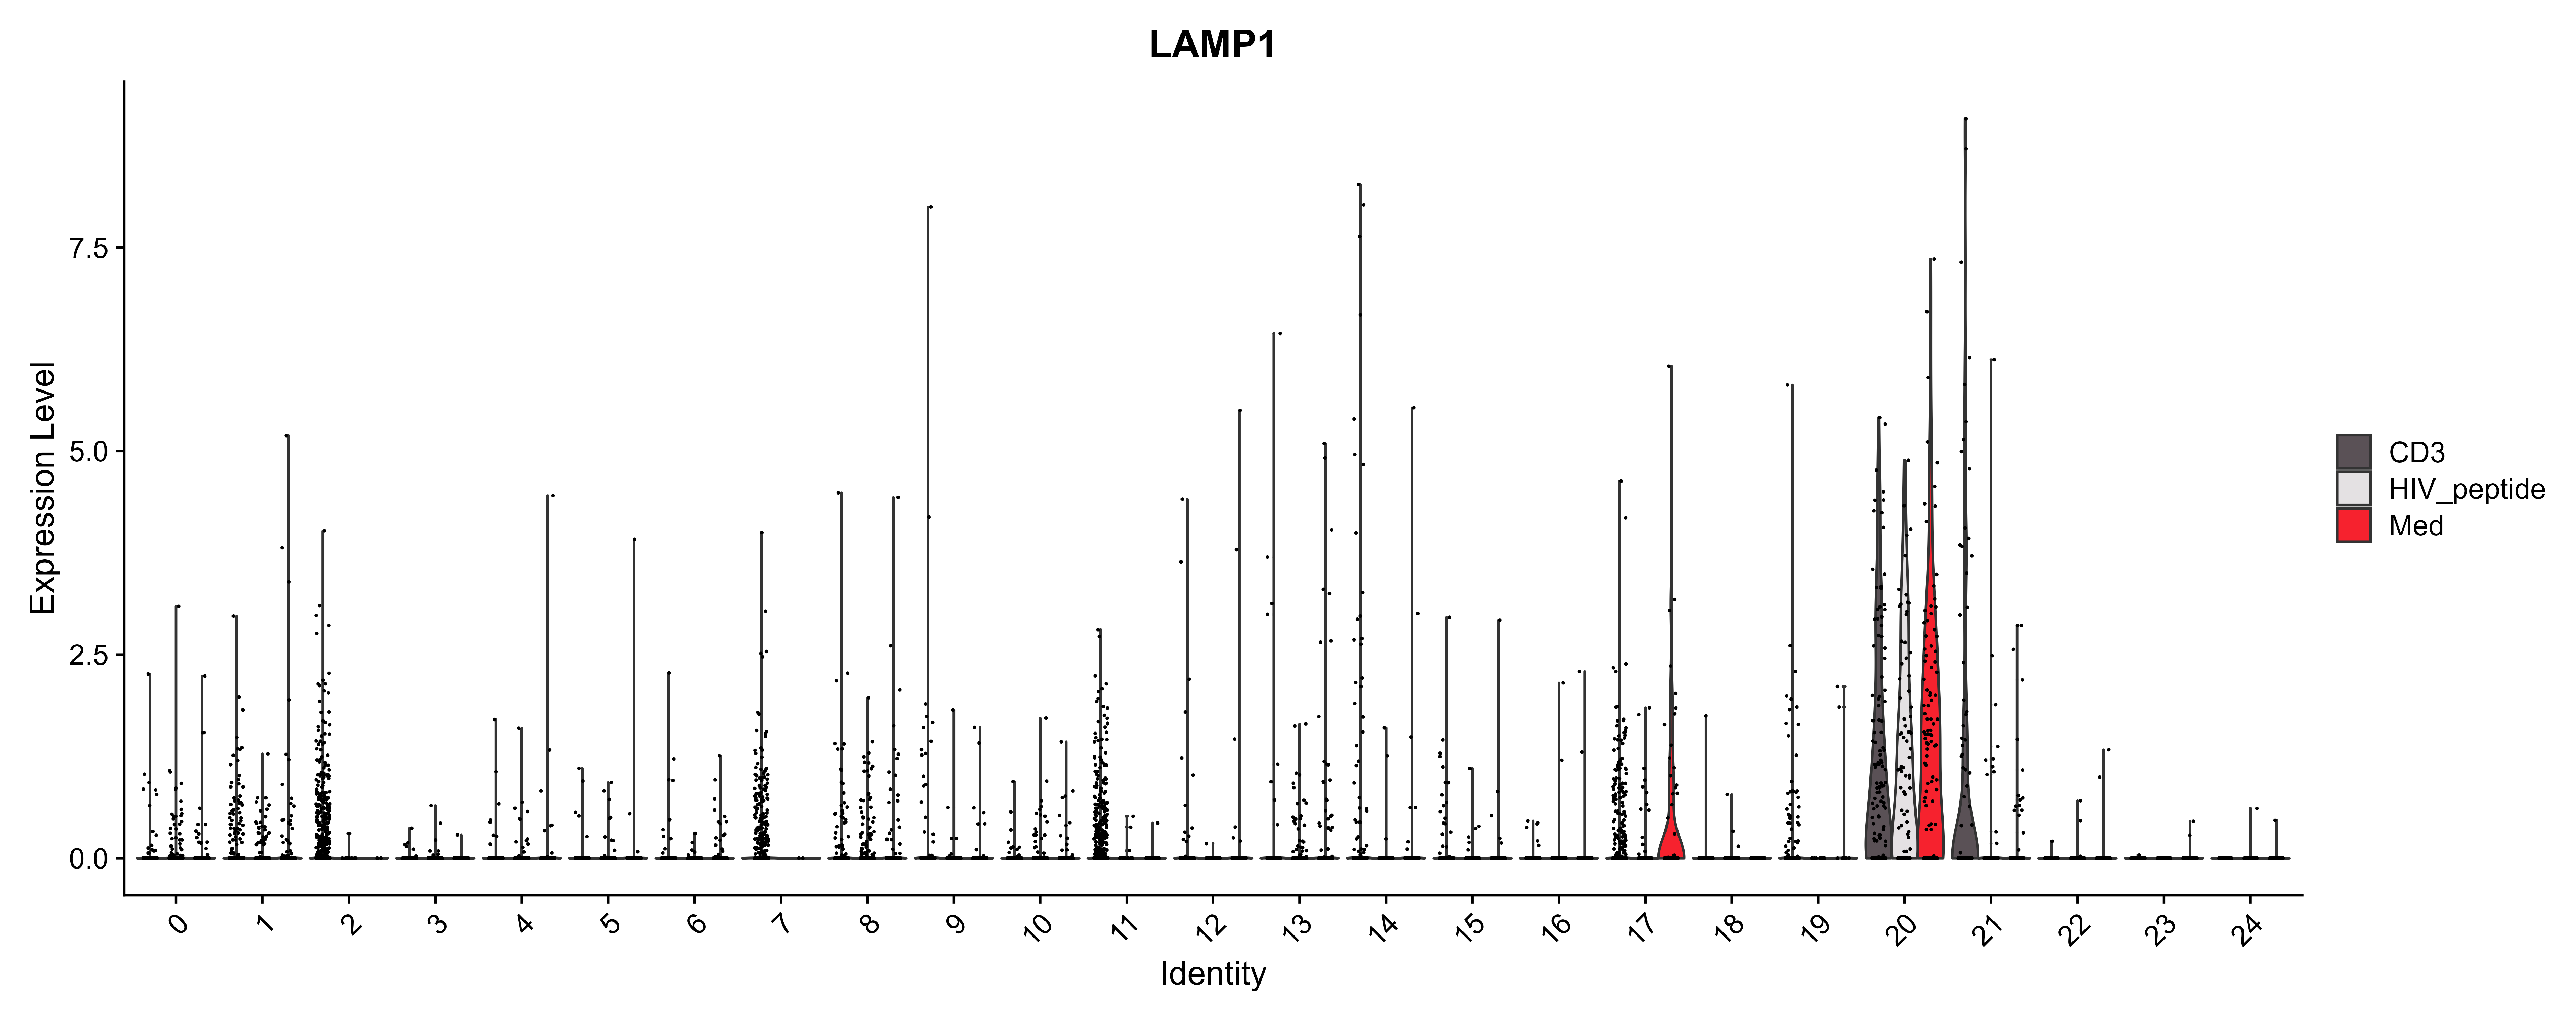 LAMP1
Expression Level
7.5
5.0
2.5
0.0
0 1 2 3 4 5 6 7 8 9 10 11 12 13 14 15 16 17 18 19 20 21 22 23 24
Identity
CD3
HIV_peptide
Med